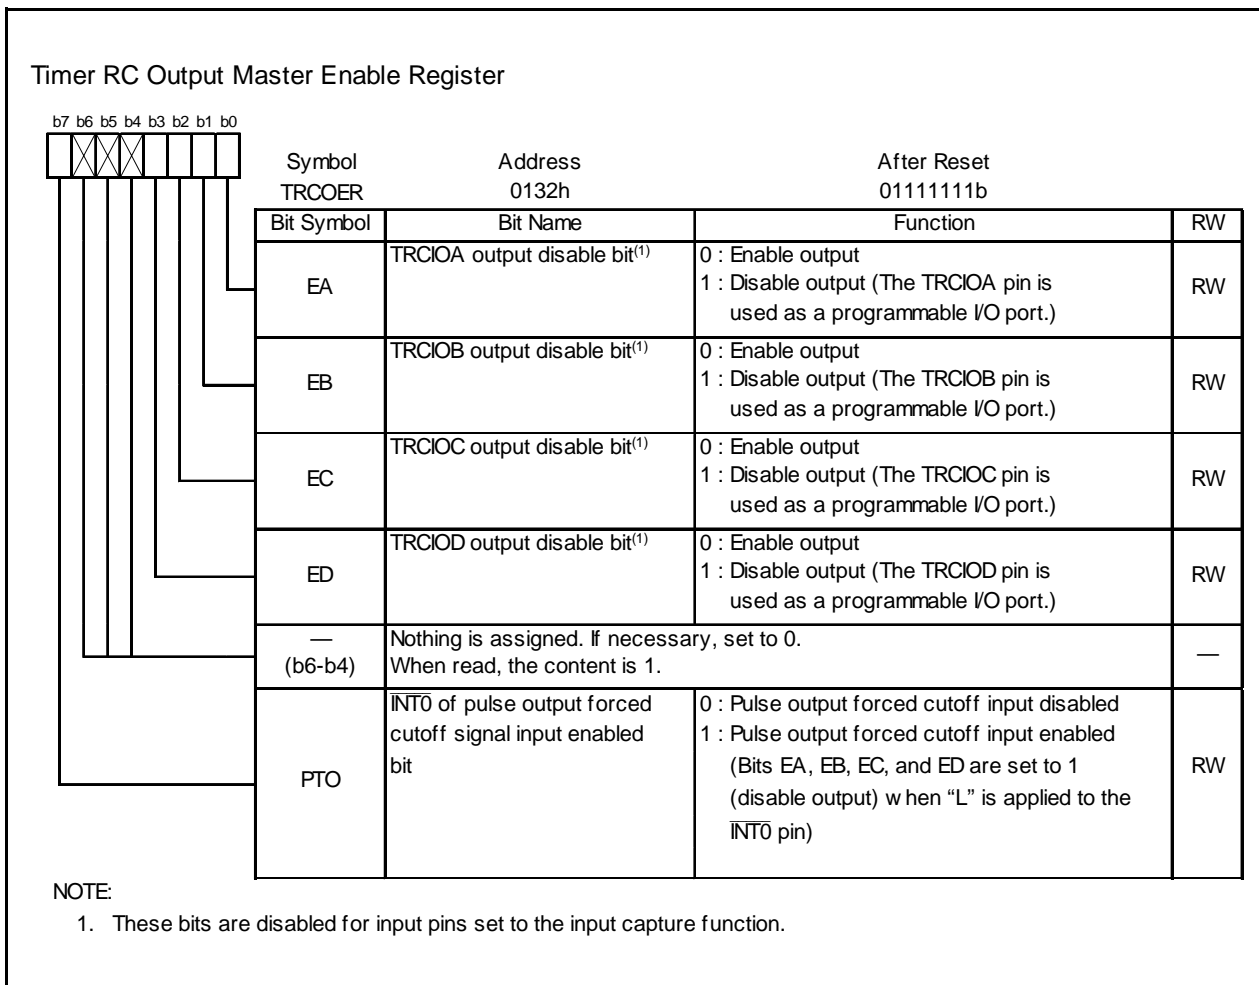 Timer RC Output Master Enable Register
b7 b6 b5 b4 b3 b2 b1 b0
Symbol Address After Reset
TRCOER 0132h 01111111b
Bit Symbol Bit Name Function RW
EA TRCIOA output disable bit(1) 0 : Enable output
1 : Disable output (The TRCIOA pin is
used as a programmable I/O port.) RW
EB TRCIOB output disable bit(1) 0 : Enable output
1 : Disable output (The TRCIOB pin is
used as a programmable I/O port.) RW
EC TRCIOC output disable bit(1) 0 : Enable output
1 : Disable output (The TRCIOC pin is
used as a programmable I/O port.) RW
ED TRCIOD output disable bit(1) 0 : Enable output
1 : Disable output (The TRCIOD pin is
used as a programmable I/O port.) RW
— Nothing is assigned. If necessary, set to 0. —
(b6-b4) When read, the content is 1.
PTO INT0 of pulse output forced 0 : Pulse output forced cutoff input disabled
cutoff signal input enabled 1 : Pulse output forced cutoff input enabled
bit (Bits EA, EB, EC, and ED are set to 1 RW
(disable output) when “L” is applied to the
INT0 pin)
NOTE:
1. These bits are disabled for input pins set to the input capture function.